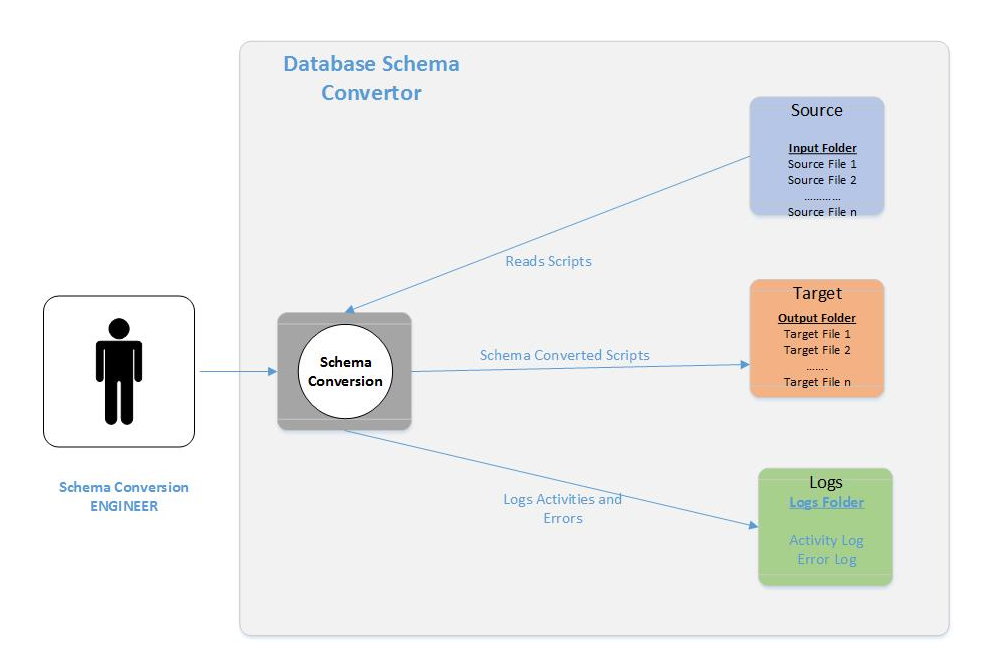 Database Schema
Convertor
Source
Input Folder
Source File 1
Source File 2
............
Source File n
Reads Scripts
Target
Output Folder
Target File 1
Target File 2
.......
Target File n
Schema Converted Scripts
Schema
Conversion
Schema Conversion
ENGINEER
Logs Activities and
Errors
Logs
Logs Folder
Activity Log
Error Log